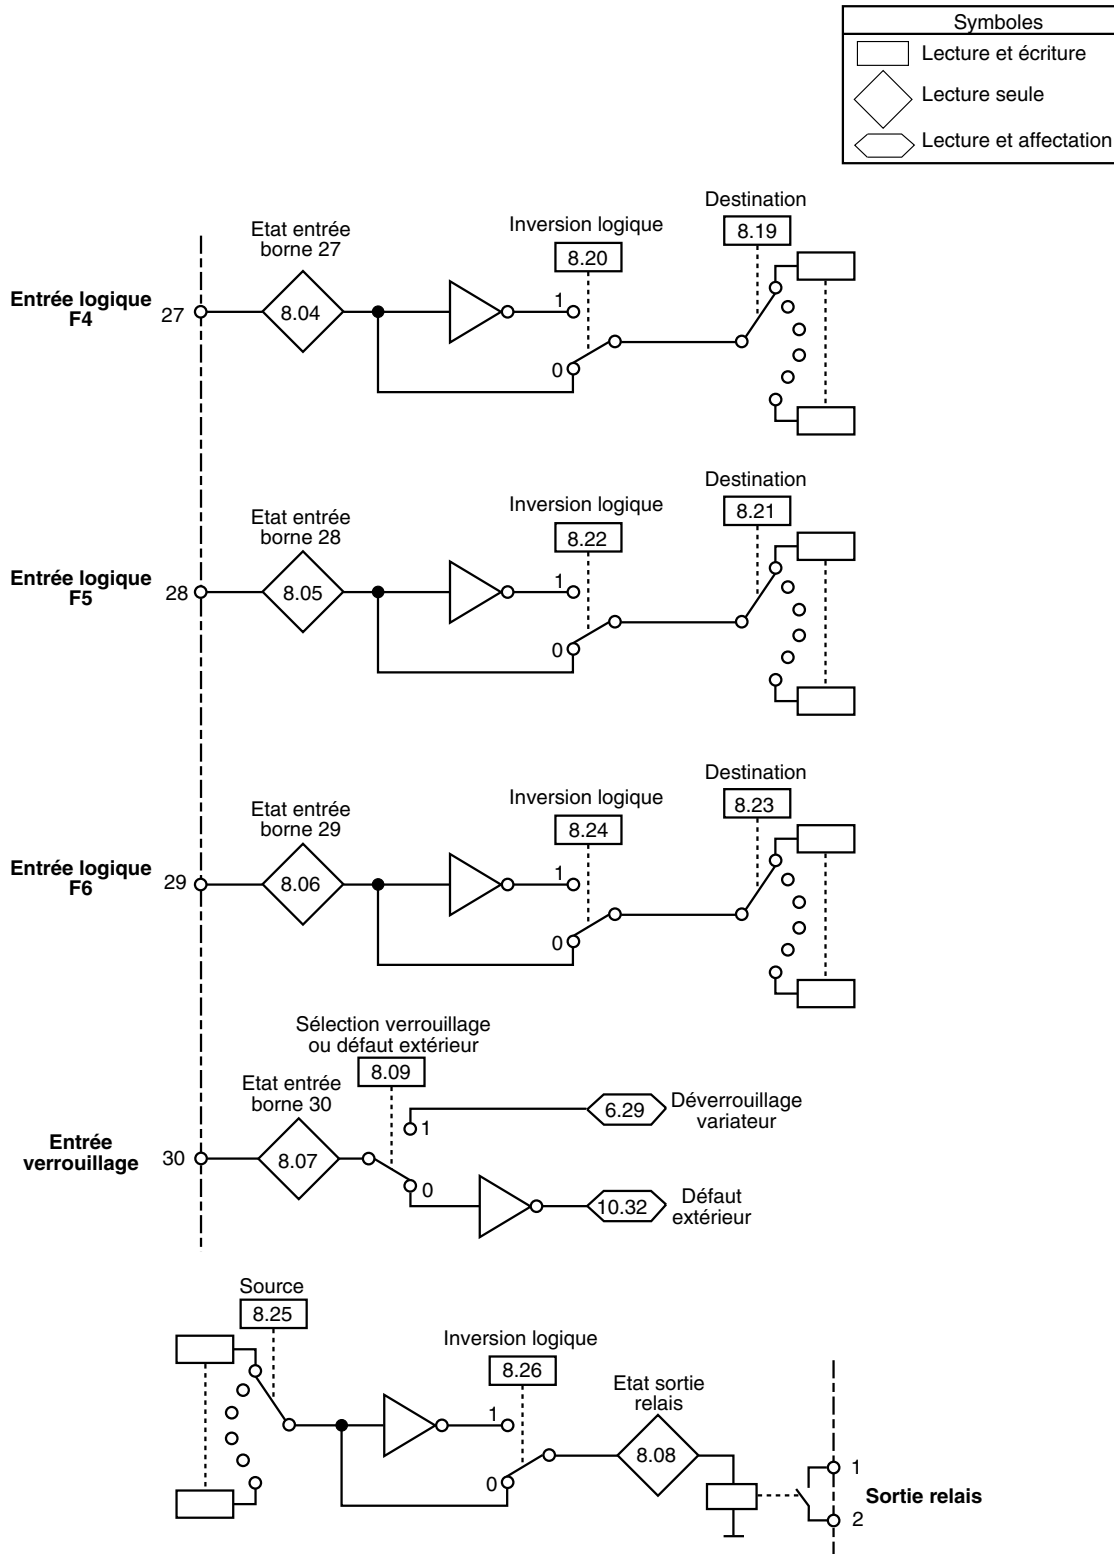 Symboles
Lecture et écriture
Lecture seule
Lecture et affectation
Entrée logique
F4
27
Etat entrée
borne 27
8.04
Inversion logique
8.20
1
0
Destination
8.19
Entrée logique
F5
28
Etat entrée
borne 28
8.05
Inversion logique
8.22
1
0
Destination
8.21
Entrée logique
F6
29
Etat entrée
borne 29
8.06
Inversion logique
8.24
1
0
Destination
8.23
Entrée
verrouillage
30
Etat entrée
borne 30
8.07
Sélection verrouillage
ou défaut extérieur
8.09
1
0
6.29
Déverrouillage
variateur
10.32
Défaut
extérieur
Source
8.25
Inversion logique
8.26
1
0
Etat sortie
relais
8.08
1
Sortie relais
2